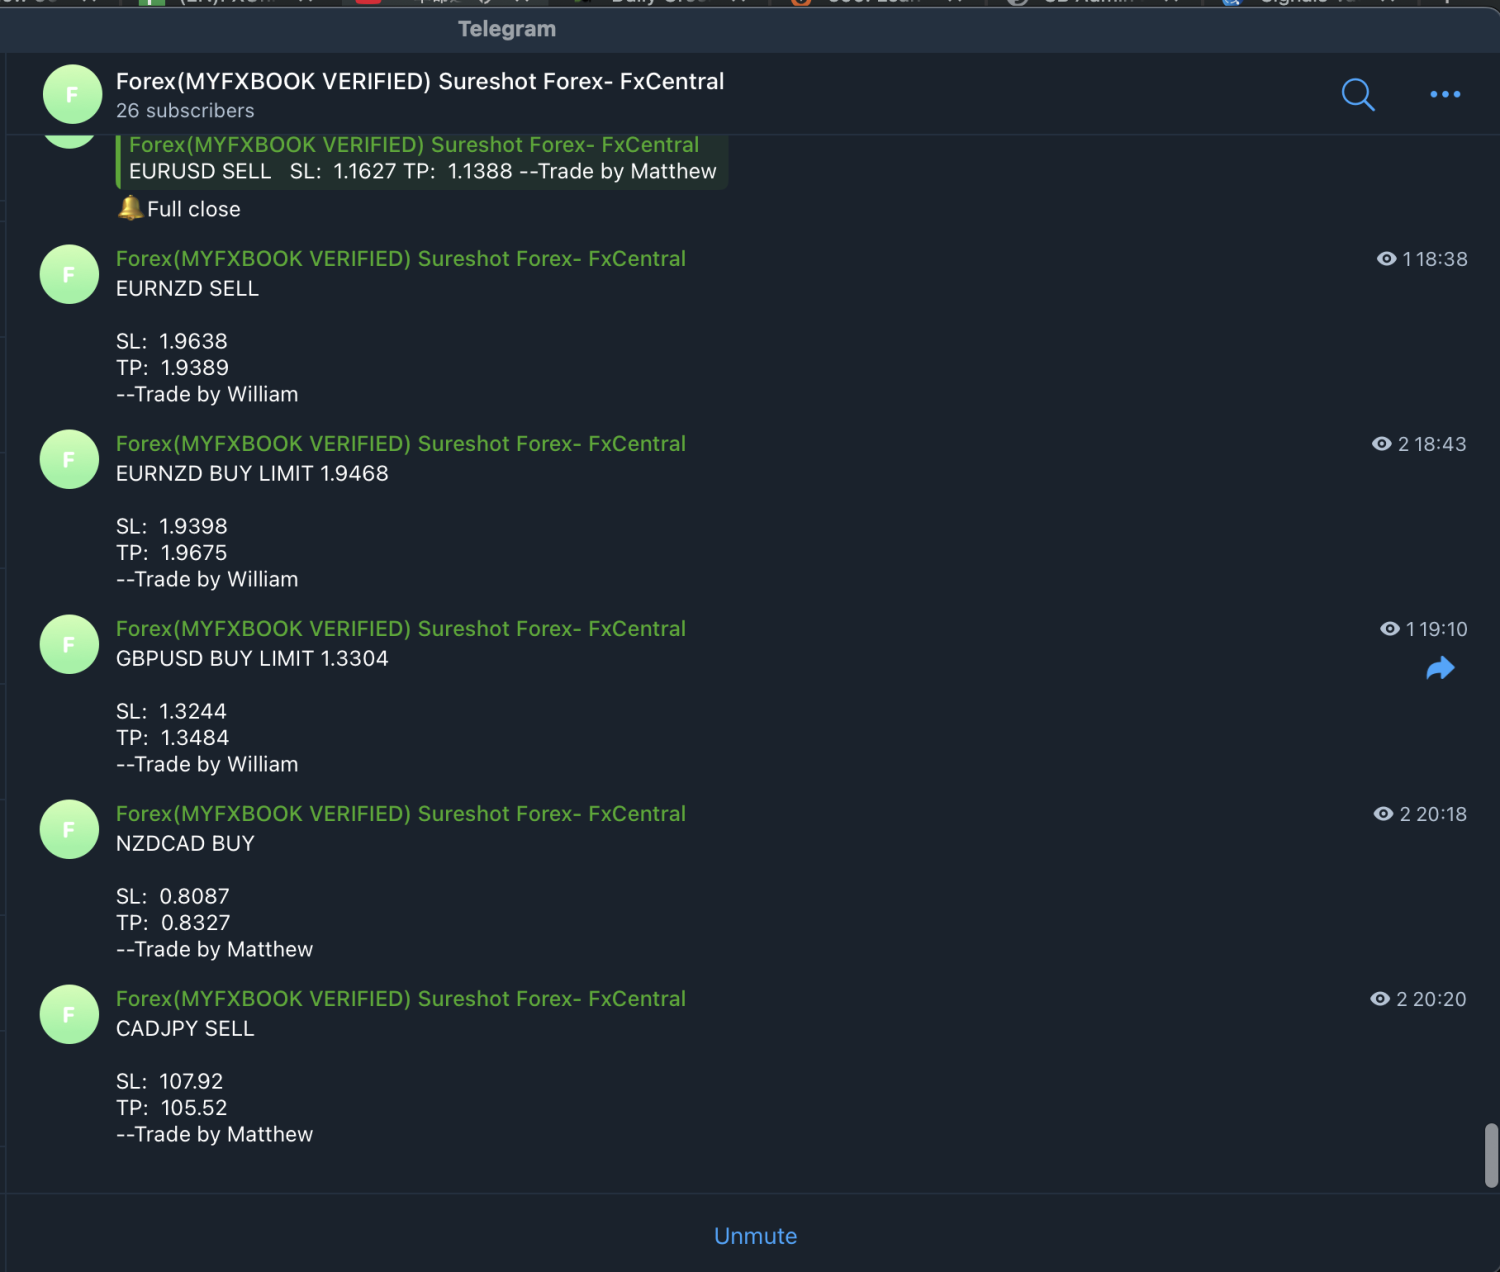 Telegram
Forex(MYFXBOOK VERIFIED) Sureshot Forex- FxCentral
26 subscribers
Forex(MYFXBOOK VERIFIED) Sureshot Forex- FxCentral
EURUSD SELL   SL:  1.1627 TP:  1.1388 --Trade by Matthew
🔔Full close
Forex(MYFXBOOK VERIFIED) Sureshot Forex- FxCentral
1 18:38
EURNZD SELL
SL:  1.9638
TP:  1.9389
--Trade by William
Forex(MYFXBOOK VERIFIED) Sureshot Forex- FxCentral
2 18:43
EURNZD BUY LIMIT 1.9468
SL:  1.9398
TP:  1.9675
--Trade by William
Forex(MYFXBOOK VERIFIED) Sureshot Forex- FxCentral
1 19:10
GBPUSD BUY LIMIT 1.3304
SL:  1.3244
TP:  1.3484
--Trade by William
Forex(MYFXBOOK VERIFIED) Sureshot Forex- FxCentral
2 20:18
NZDCAD BUY
SL:  0.8087
TP:  0.8327
--Trade by Matthew
Forex(MYFXBOOK VERIFIED) Sureshot Forex- FxCentral
2 20:20
CADJPY SELL
SL:  107.92
TP:  105.52
--Trade by Matthew
Unmute
F
F
F
F
F
F